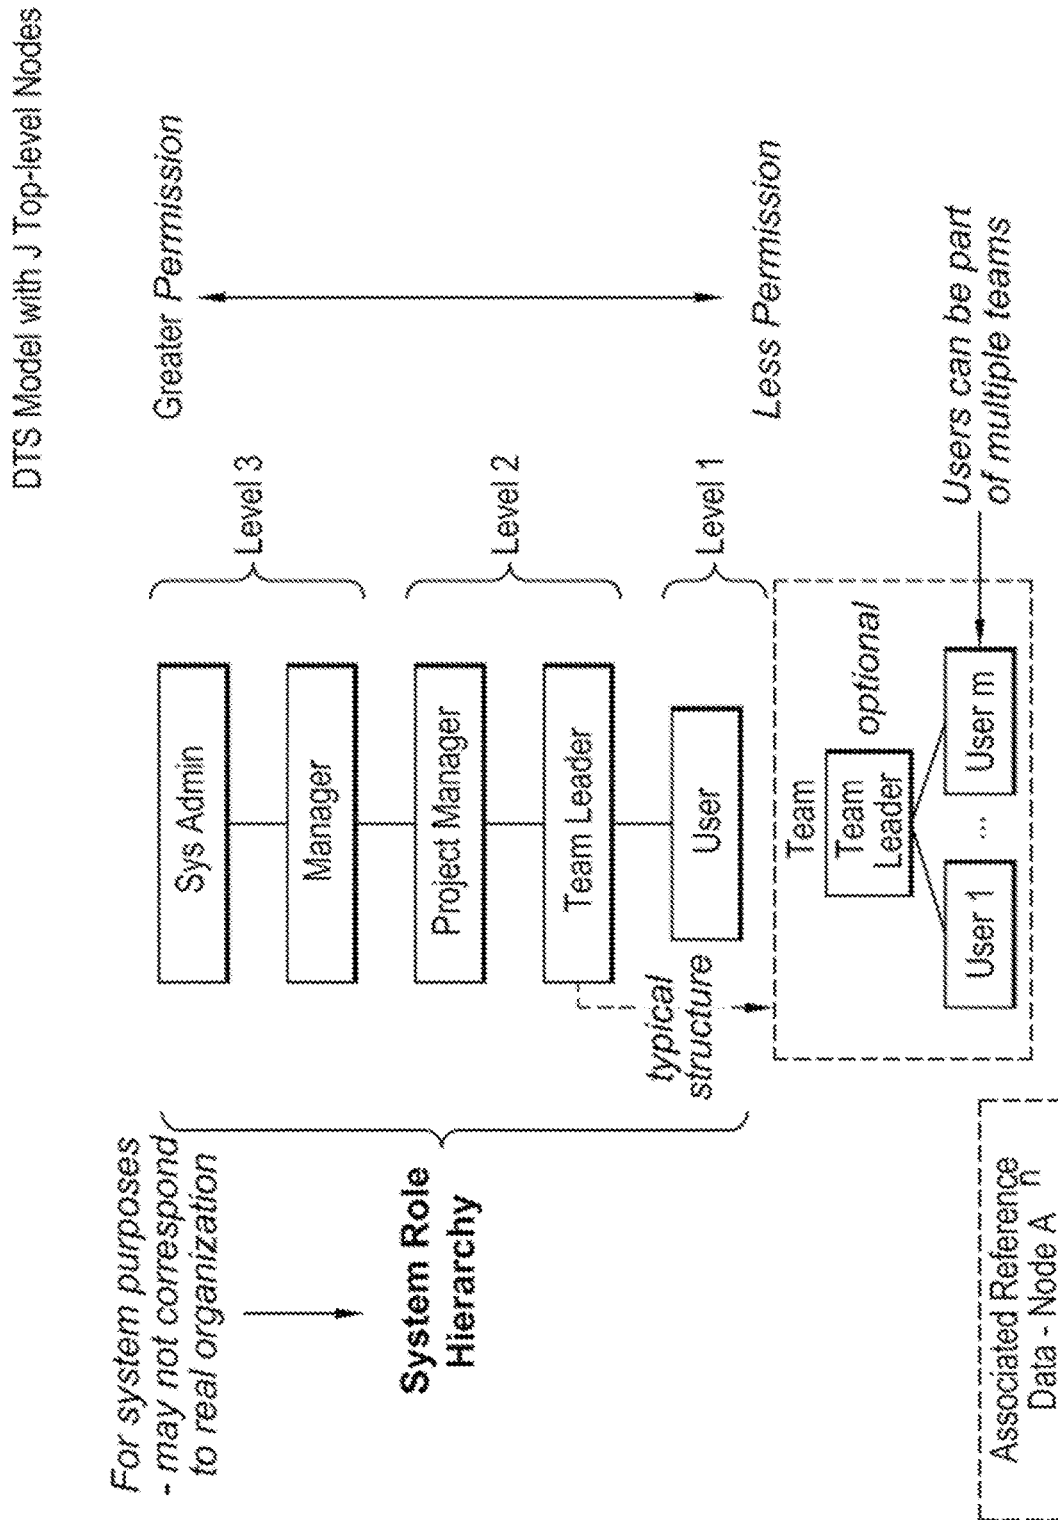 DTS Model with J Top-level Nodes
For system purposes
- may not correspond
to real organization
System Role
Hierarchy
Sys Admin
Manager
Project Manager
Team Leader
User
Level 3
Level 2
Level 1
Greater Permission
Less Permission
typical
structure
Team
Team
Leader
optional
User 1
...
User m
Users can be part
of multiple teams
Associated Reference
Data - Node A n